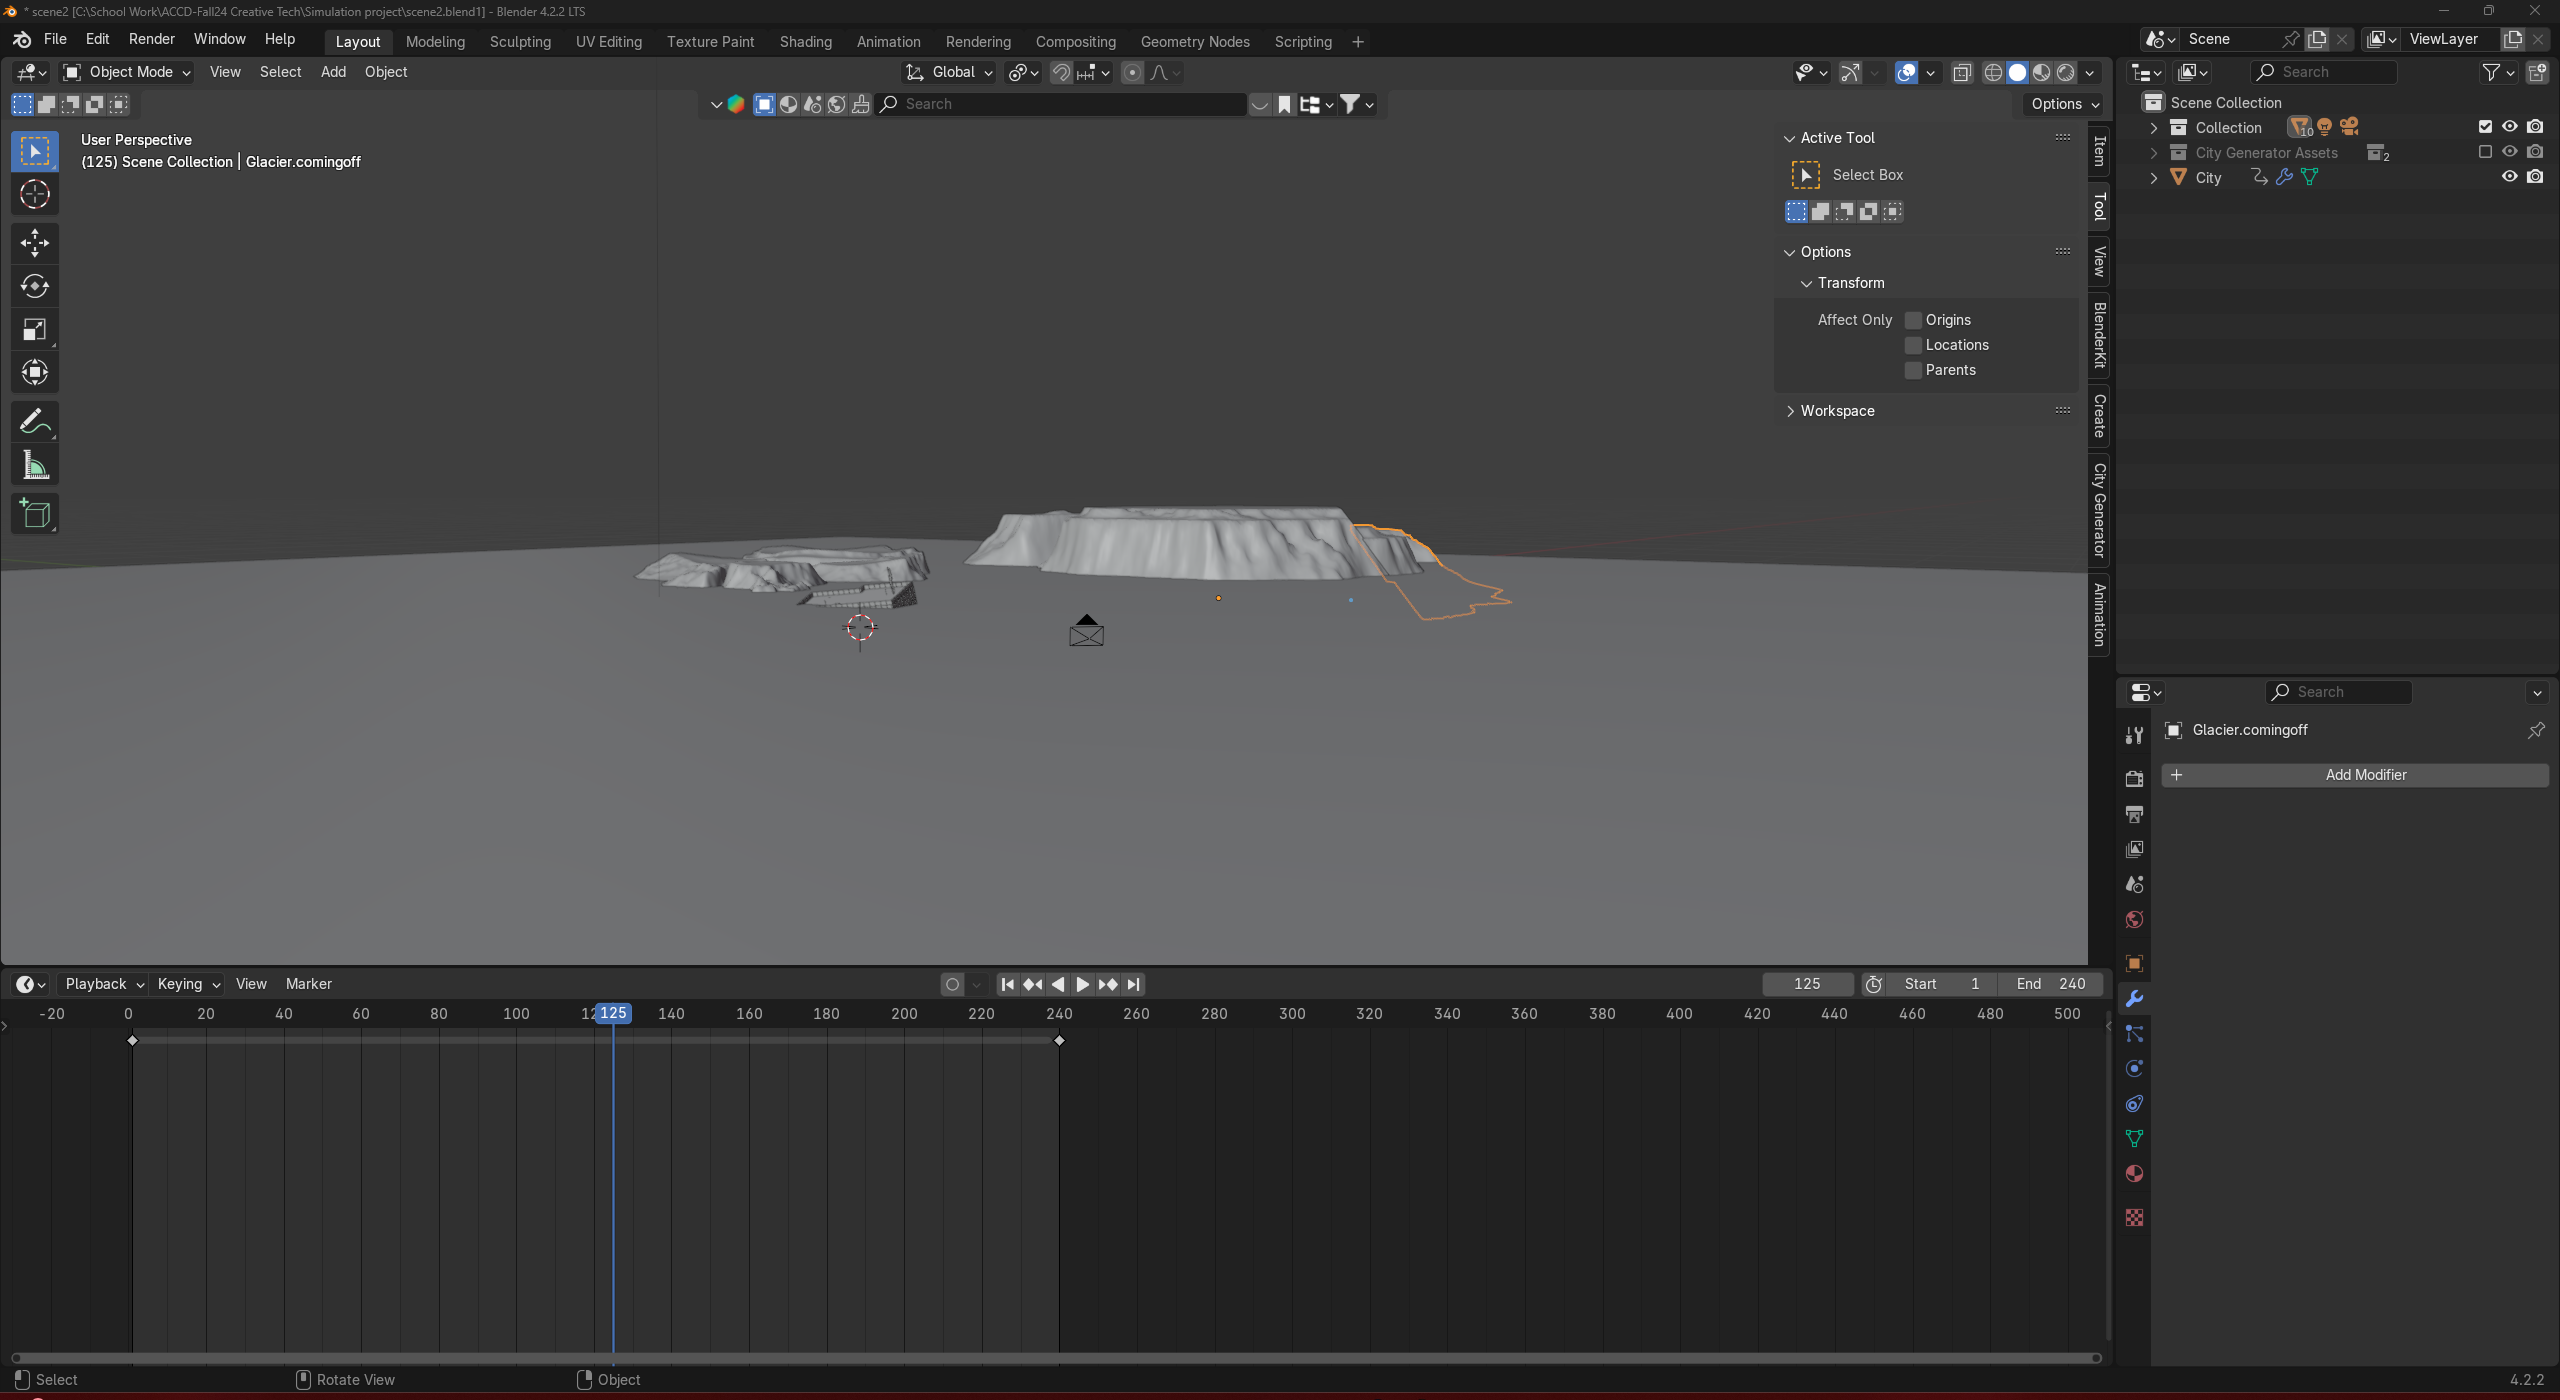 * scene2 [C:\School Work\ACCD-Fall24 Creative Tech\Simulation project\scene2.blend1] - Blender 4.2.2 LTS
File Edit Render Window Help Layout Modeling Sculpting UV Editing Texture Paint Shading Animation Rendering Compositing Geometry Nodes Scripting + Scene ViewLayer
Object Mode View Select Add Object Global Search
Search Options
User Perspective
(125) Scene Collection | Glacier.comingoff
Active Tool
Select Box
Options
Transform
Affect Only Origins
Locations
Parents
Workspace
Item
Tool
View
BlenderKit
Create
City Generator
Animation
Scene Collection
Collection 10
City Generator Assets 2
City
Search
Glacier.comingoff
Add Modifier
Playback Keying View Marker 125 Start 1 End 240
-20 0 20 40 60 80 100 12 125 140 160 180 200 220 240 260 280 300 320 340 360 380 400 420 440 460 480 500
Select Rotate View Object 4.2.2